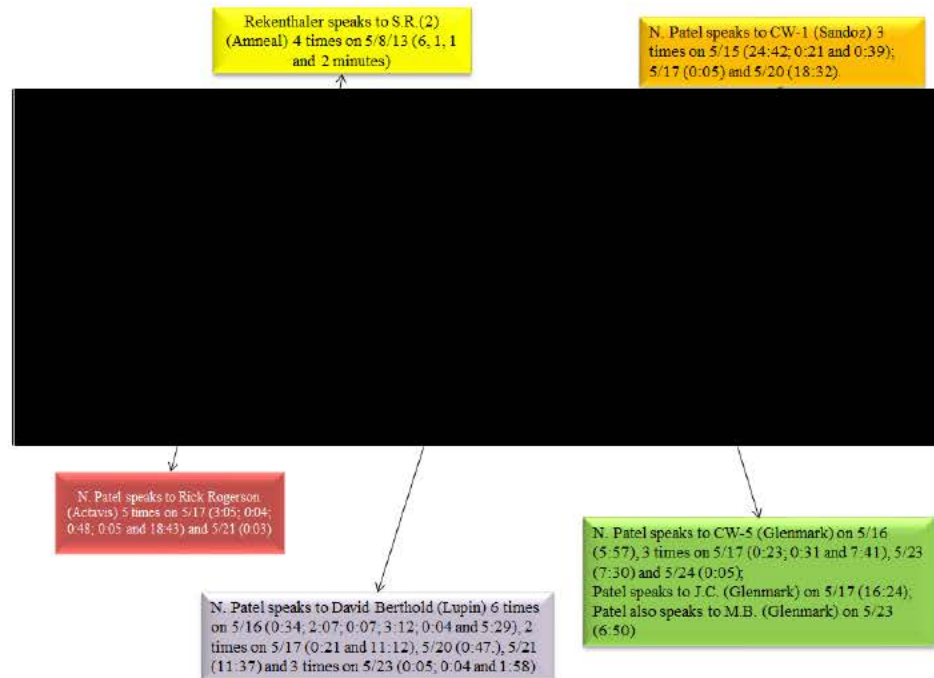 Rekenthaler speaks to S.R.(2)
(Amneal) 4 times on 5/8/13 (6, 1, 1
and 2 minutes)
N. Patel speaks to CW-1 (Sandoz) 3
times on 5/15 (24:42; 0:21 and 0:39);
5/17 (0:05) and 5/20 (18:32).
N. Patel speaks to Rick Rogerson
(Actavis) 5 times on 5/17 (3:05; 0:04;
0:48; 0:05 and 18:43) and 5/21 (0:03)
N. Patel speaks to David Berthold (Lupin) 6 times
on 5/16 (0:34; 2:07; 0:07; 3:12; 0:04 and 5:29), 2
times on 5/17 (0:21 and 11:12), 5/20 (0:47.), 5/21
(11:37) and 3 times on 5/23 (0:05; 0:04 and 1:58)
N. Patel speaks to CW-5 (Glenmark) on 5/16
(5:57), 3 times on 5/17 (0:23; 0:31 and 7:41), 5/23
(7:30) and 5/24 (0:05);
Patel speaks to J.C. (Glenmark) on 5/17 (16:24);
Patel also speaks to M.B. (Glenmark) on 5/23
(6:50)